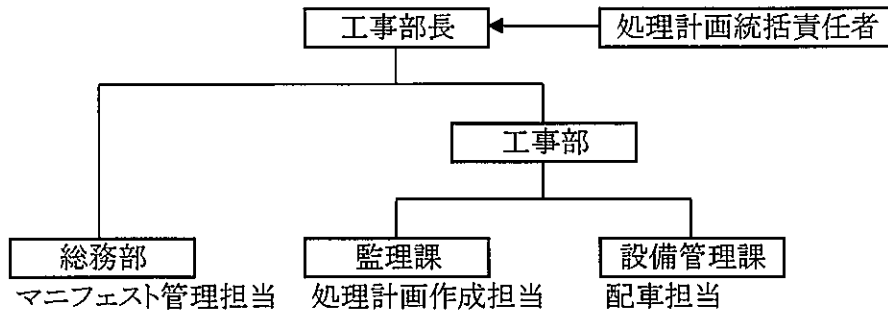 工事部長
処理計画統括責任者
工事部
総務部
監理課
設備管理課
マニフェスト管理担当
処理計画作成担当
配車担当